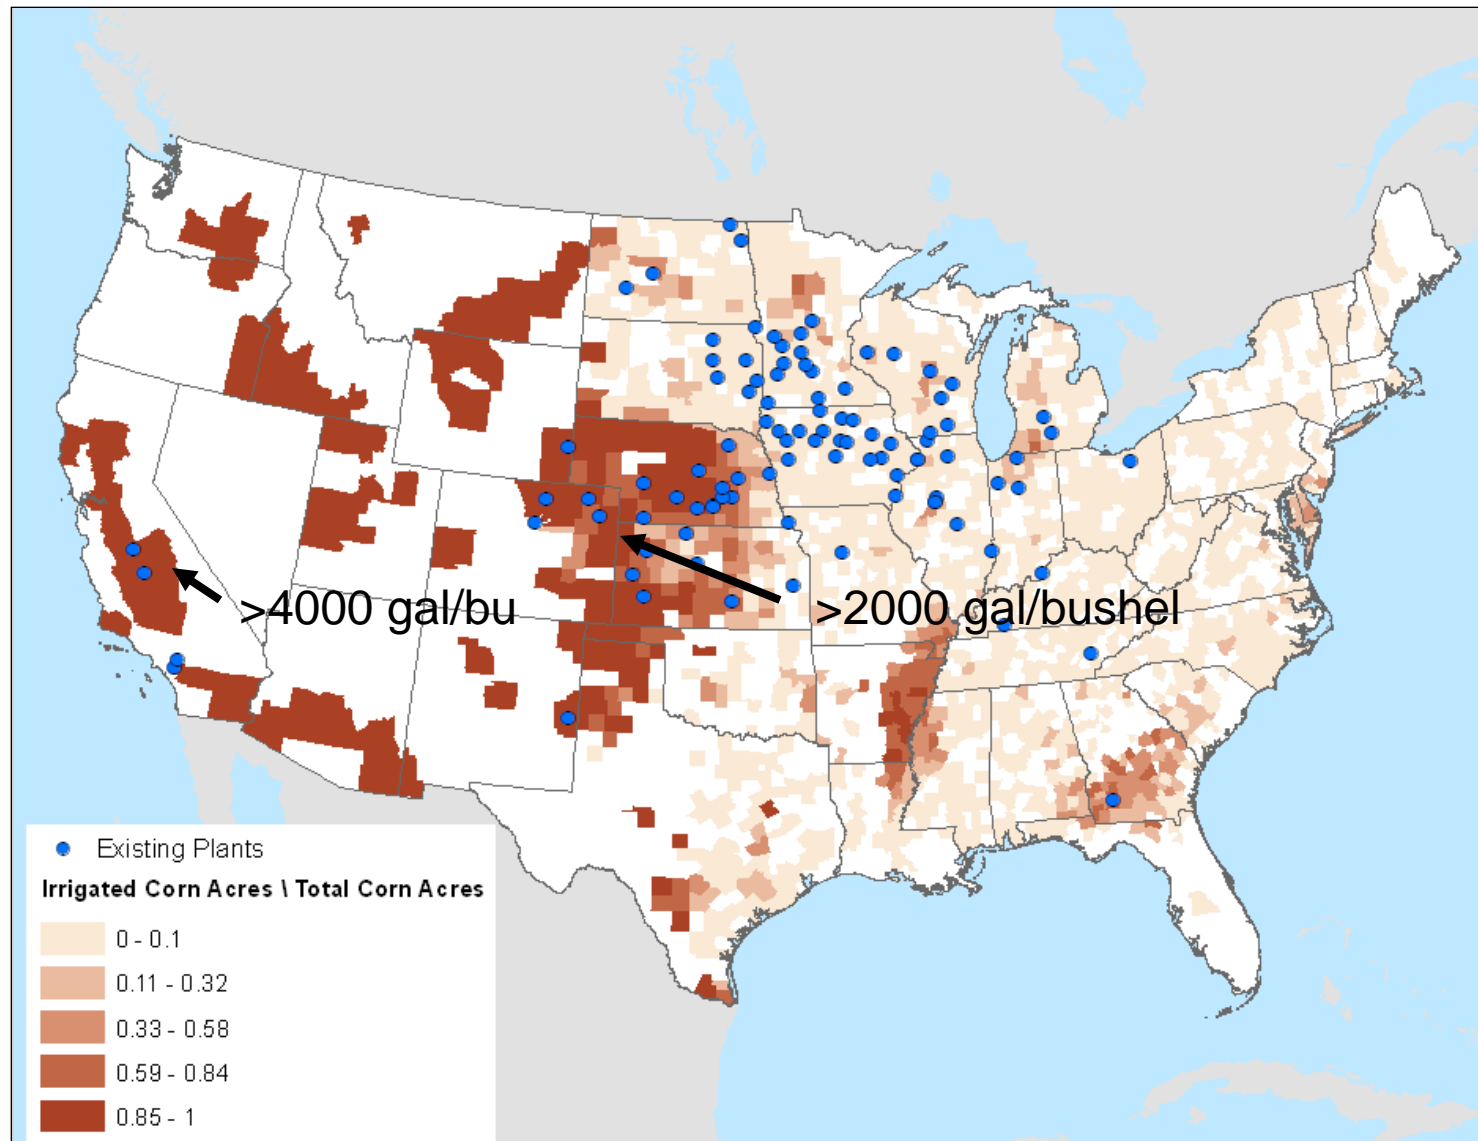 >4000 gal/bu
>2000 gal/bushel
Existing Plants
Irrigated Corn Acres \ Total Corn Acres
0 - 0.1
0.11 - 0.32
0.33 - 0.58
0.59 - 0.84
0.85 - 1